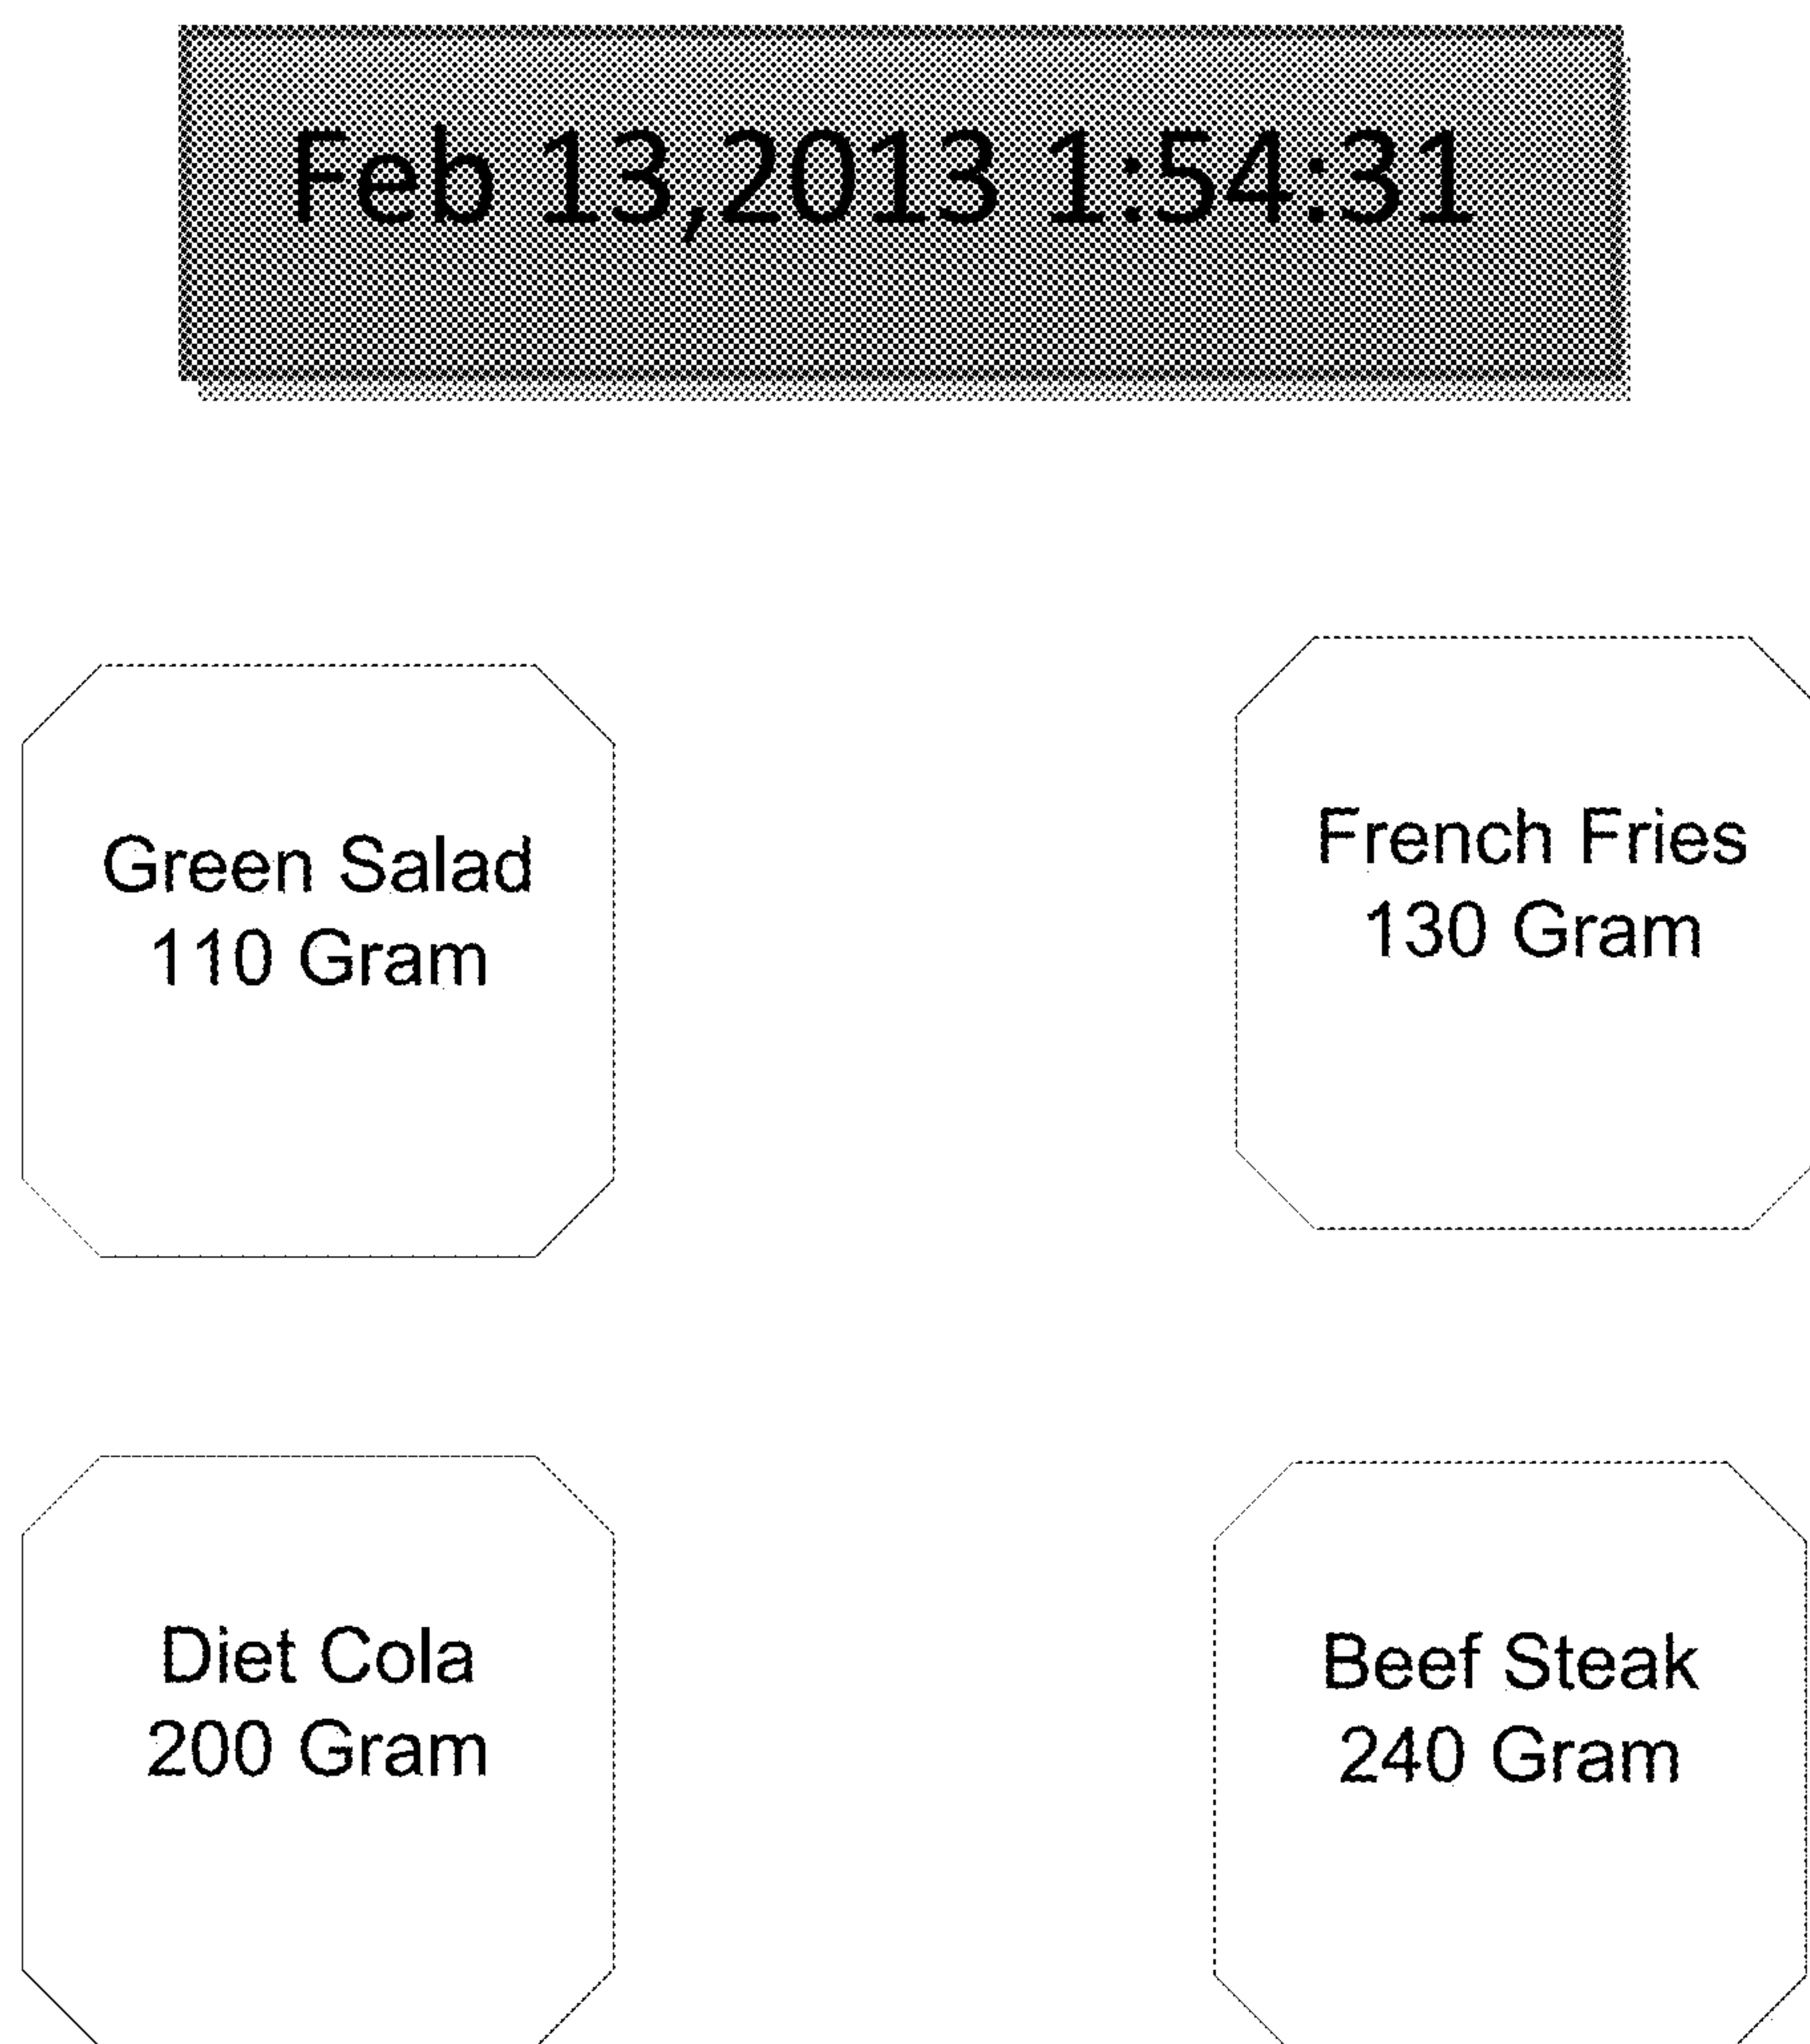 Feb 13,2013 1:54:31
Green Salad
110 Gram
French Fries
130 Gram
Diet Cola
200 Gram
Beef Steak
240 Gram